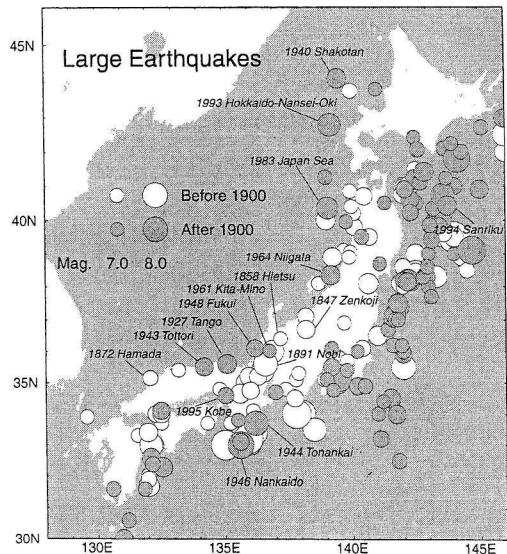 45N
Large Earthquakes
1940 Shakotan
1993 Hokkaido-Nansei-Oki
1983 Japan Sea
Before 1900
40N
After 1900
1994 Sanriku
Mag. 7.0 8.0
1964 Niigata
1858 Hietsu
1961 Kita-Mino
1948 Fukui
1847 Zenkoji
1927 Tango
1943 Tottori
1872 Hamada
1891 Nobi
35N
1995 Kobe
1944 Tonankai
1946 Nankaido
30N
130E 135E 140E 145E